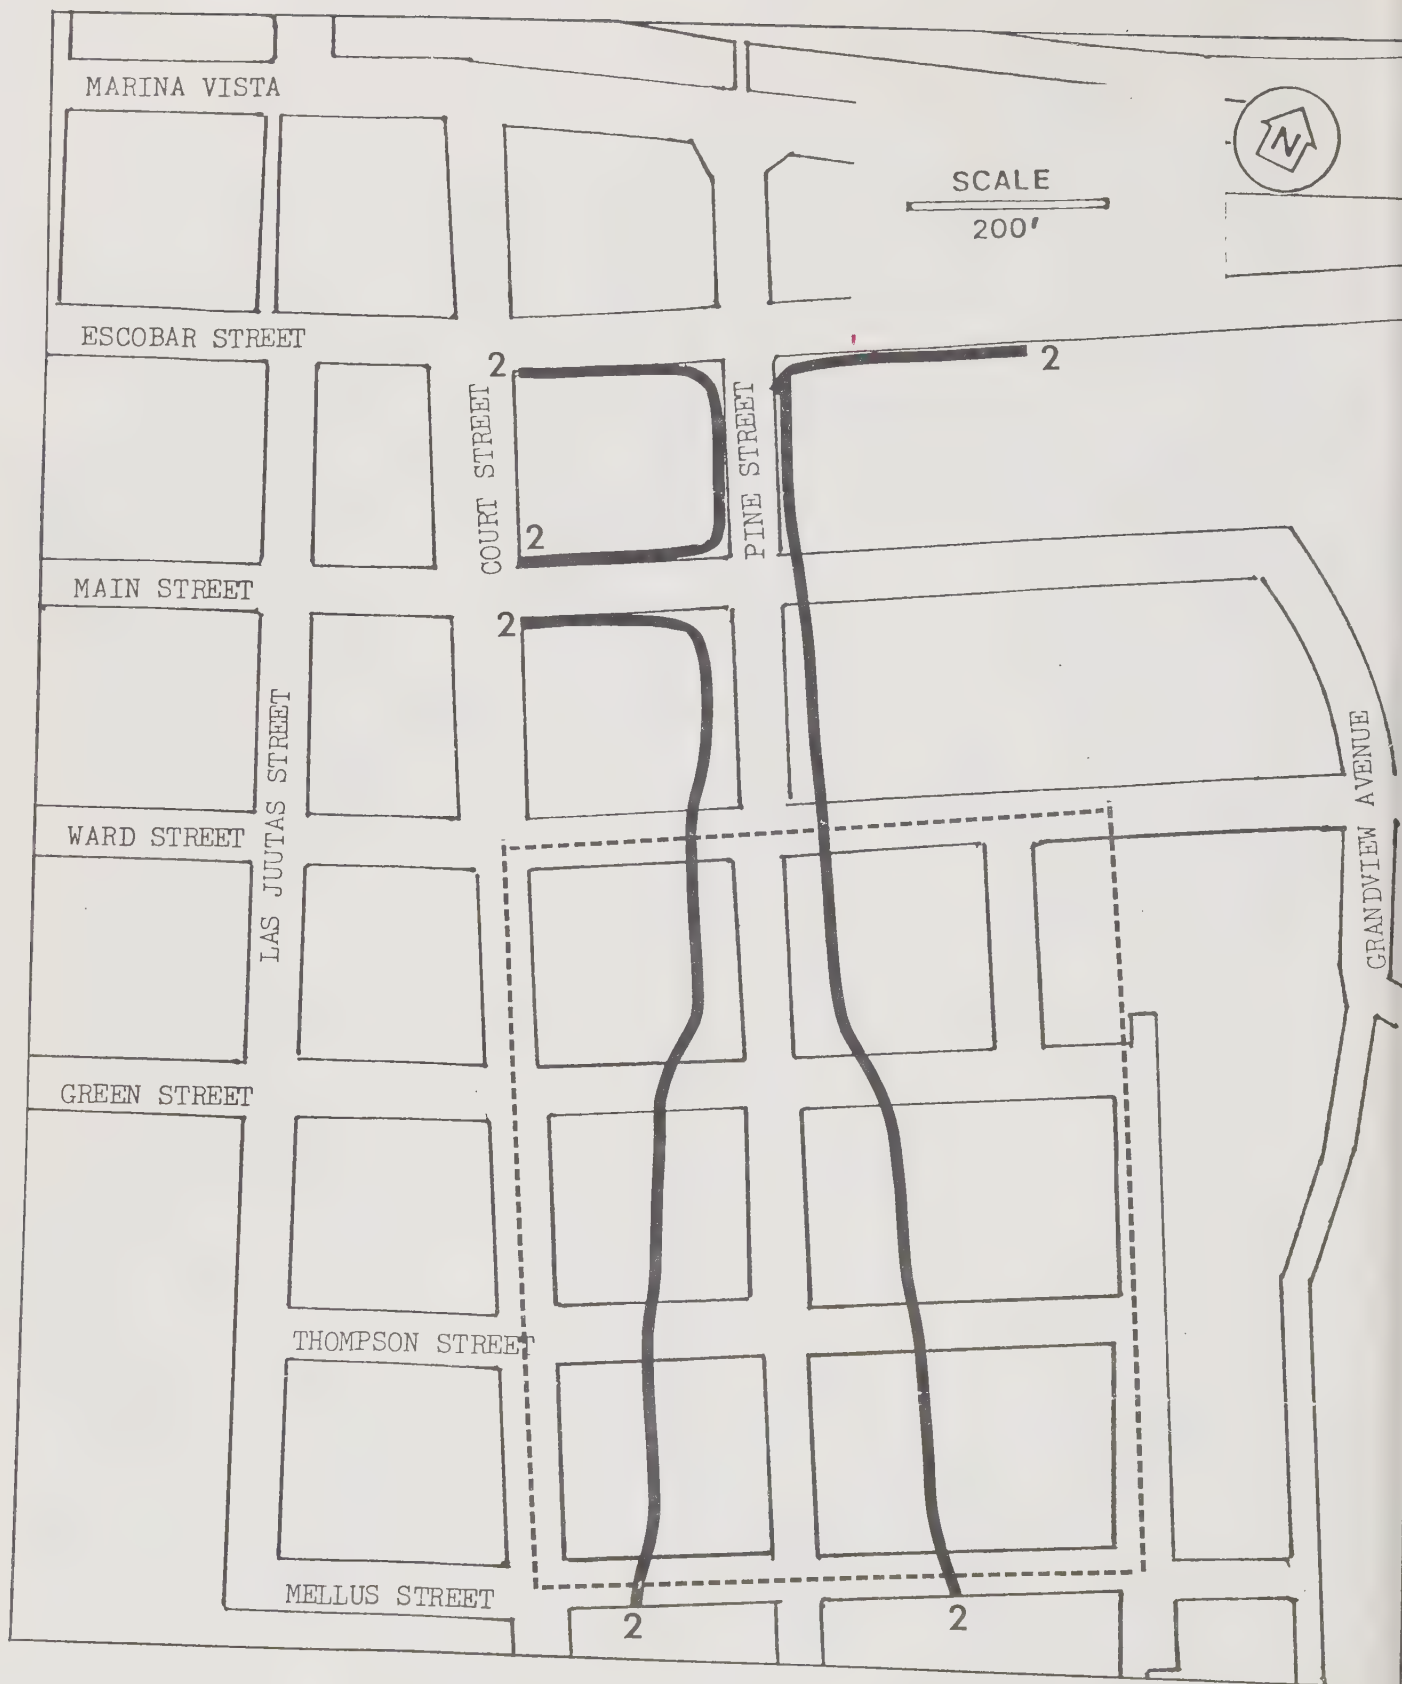 MARINA VISTA
N
SCALE
200'
ESCOBAR STREET
2
2
COURT STREET
PINE STREET
2
MAIN STREET
2
LAS JUUTAS STREET
GRANDVIEW AVENUE
WARD STREET
GREEN STREET
THOMPSON STREET
MELLUS STREET
2
2